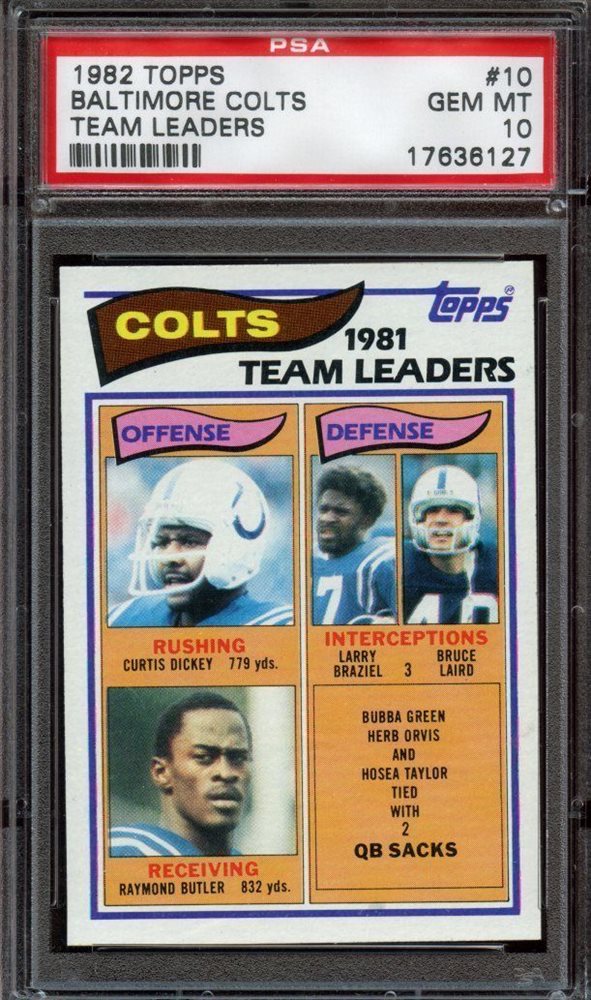 PSA
1982 TOPPS #10
BALTIMORE COLTS GEM MT
TEAM LEADERS 10
17636127
COLTS
topps
1981
TEAM LEADERS
OFFENSE
DEFENSE
RUSHING
CURTIS DICKEY 779 yds.
7
INTERCEPTIONS
LARRY BRAZIEL 3 BRUCE LAIRD
RECEIVING
RAYMOND BUTLER 832 yds.
BUBBA GREEN
HERB ORVIS
AND
HOSEA TAYLOR
TIED
WITH
2
QB SACKS